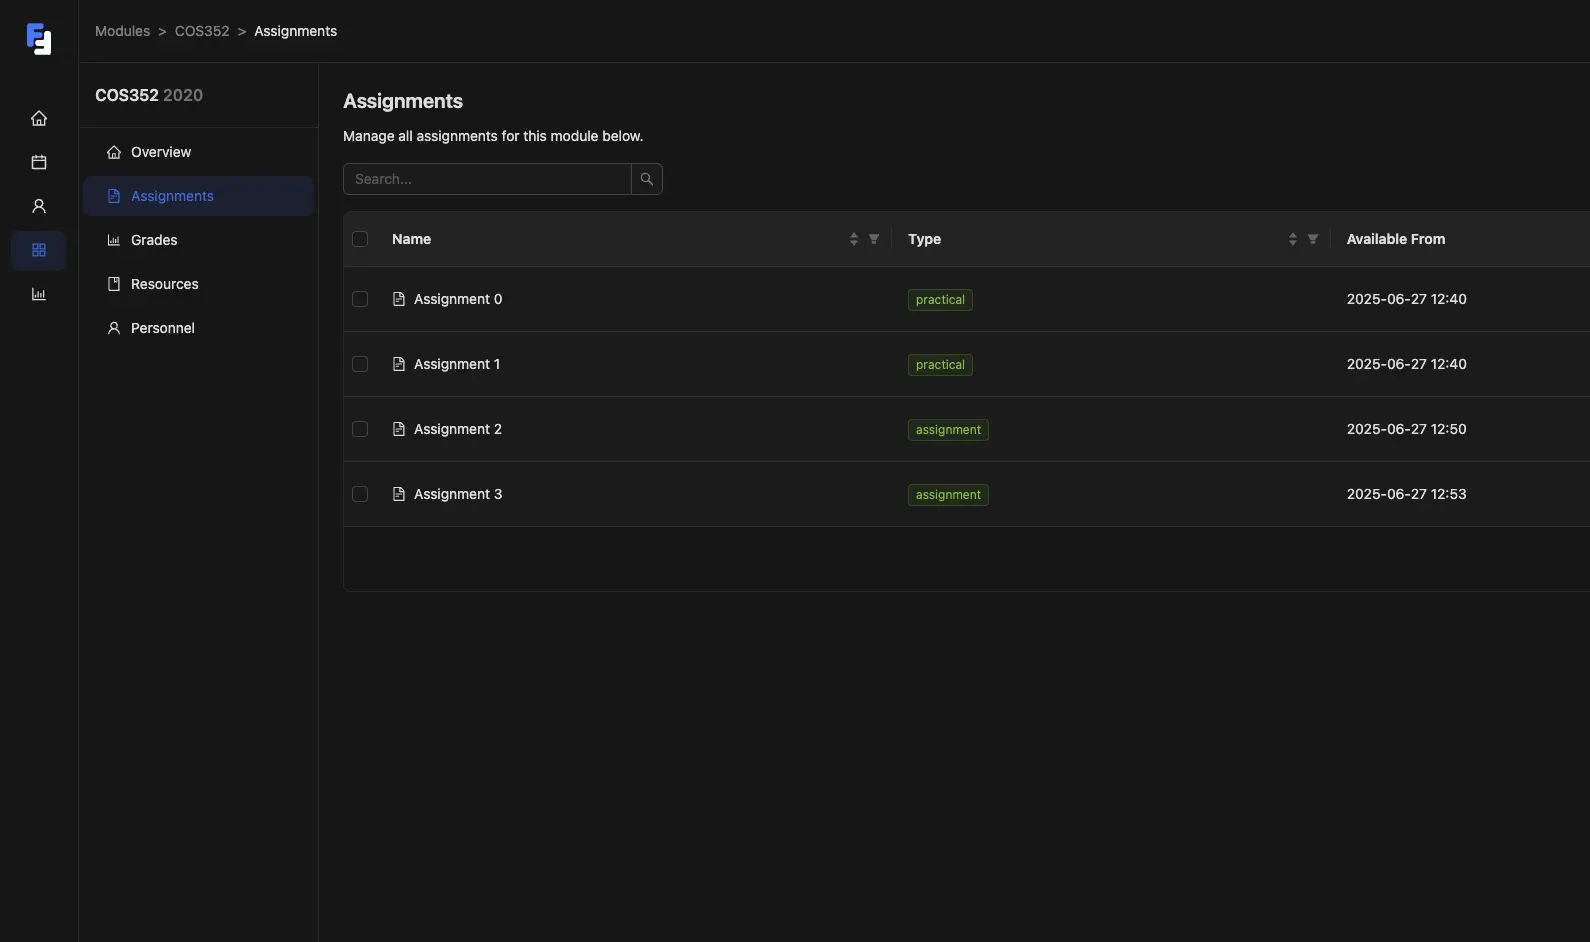 Modules > COS352 > Assignments
COS352 2020
Overview
Assignments
Grades
Resources
Personnel
Assignments
Manage all assignments for this module below.
Search...
Name Type Available From
Assignment 0 practical 2025-06-27 12:40
Assignment 1 practical 2025-06-27 12:40
Assignment 2 assignment 2025-06-27 12:50
Assignment 3 assignment 2025-06-27 12:53